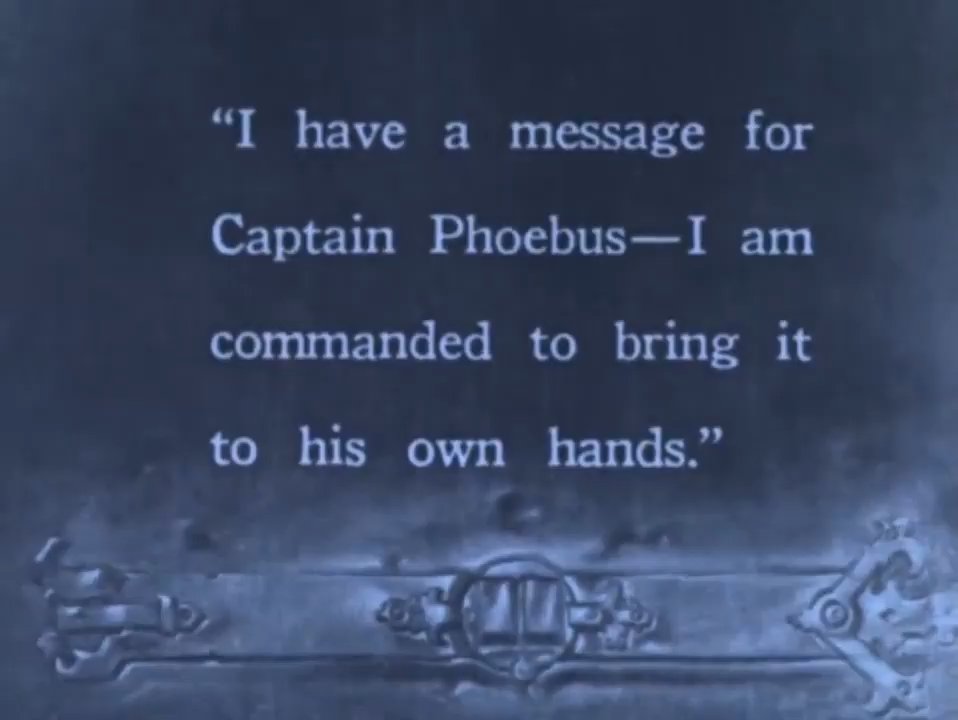 “I have a message for
Captain Phoebus—I am
commanded to bring it
to his own hands.”